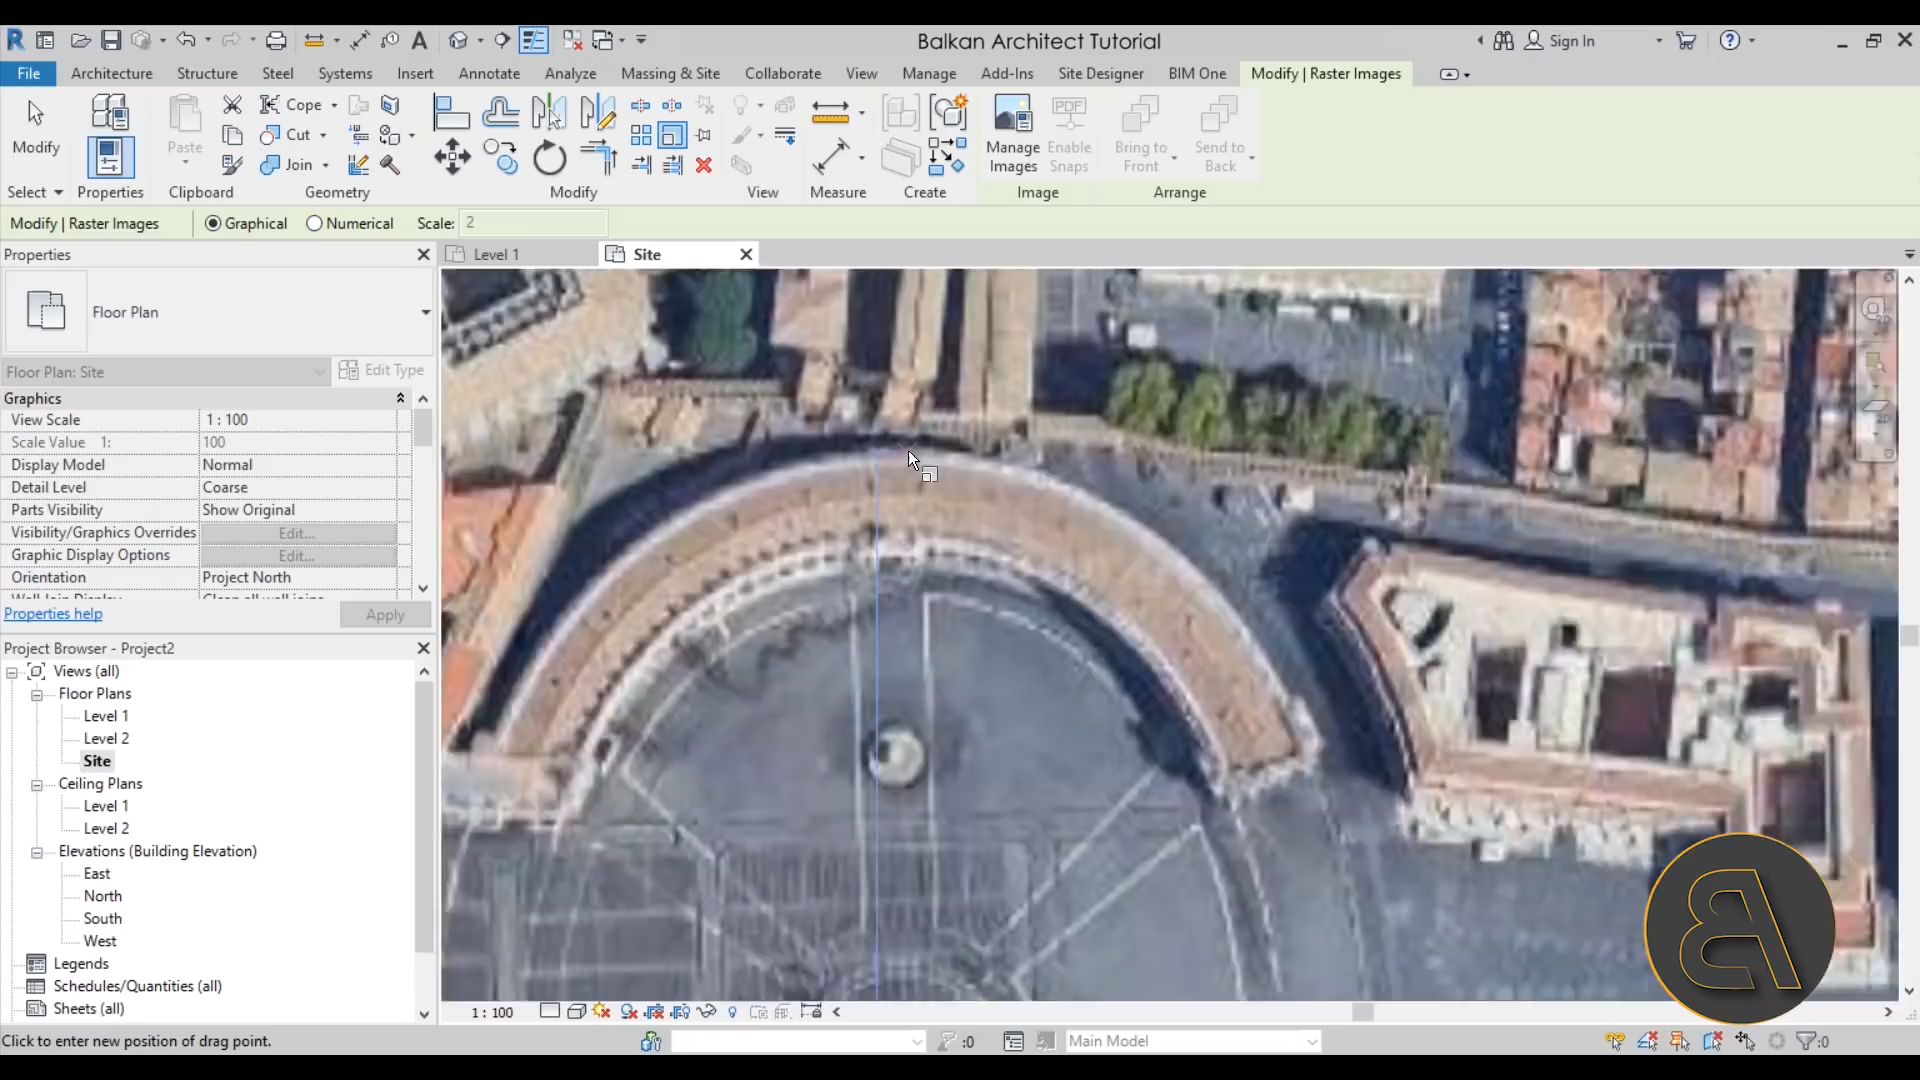 Balkan Architect Tutorial
Sign In
File Architecture Structure Steel Systems Insert Annotate Analyze Massing & Site Collaborate View Manage Add-Ins Site Designer BIM One Modify | Raster Images
Modify
Paste
Cope
Cut
Join
Manage Images
PDF
Enable Snaps
Bring to Front
Send to Back
Select Properties Clipboard Geometry Modify View Measure Create Image Arrange
Modify | Raster Images Graphical Numerical Scale: 2
Properties
Level 1
Site
Floor Plan
Floor Plan: Site
Edit Type
Graphics
View Scale 1 : 100
Scale Value 1: 100
Display Model Normal
Detail Level Coarse
Parts Visibility Show Original
Visibility/Graphics Overrides Edit...
Graphic Display Options Edit...
Orientation Project North
Properties help
Apply
Project Browser - Project2
Views (all)
Floor Plans
Level 1
Level 2
Site
Ceiling Plans
Level 1
Level 2
Elevations (Building Elevation)
East
North
South
West
Legends
Schedules/Quantities (all)
Sheets (all)
1 : 100
Click to enter new position of drag point.
:0
Main Model
:0